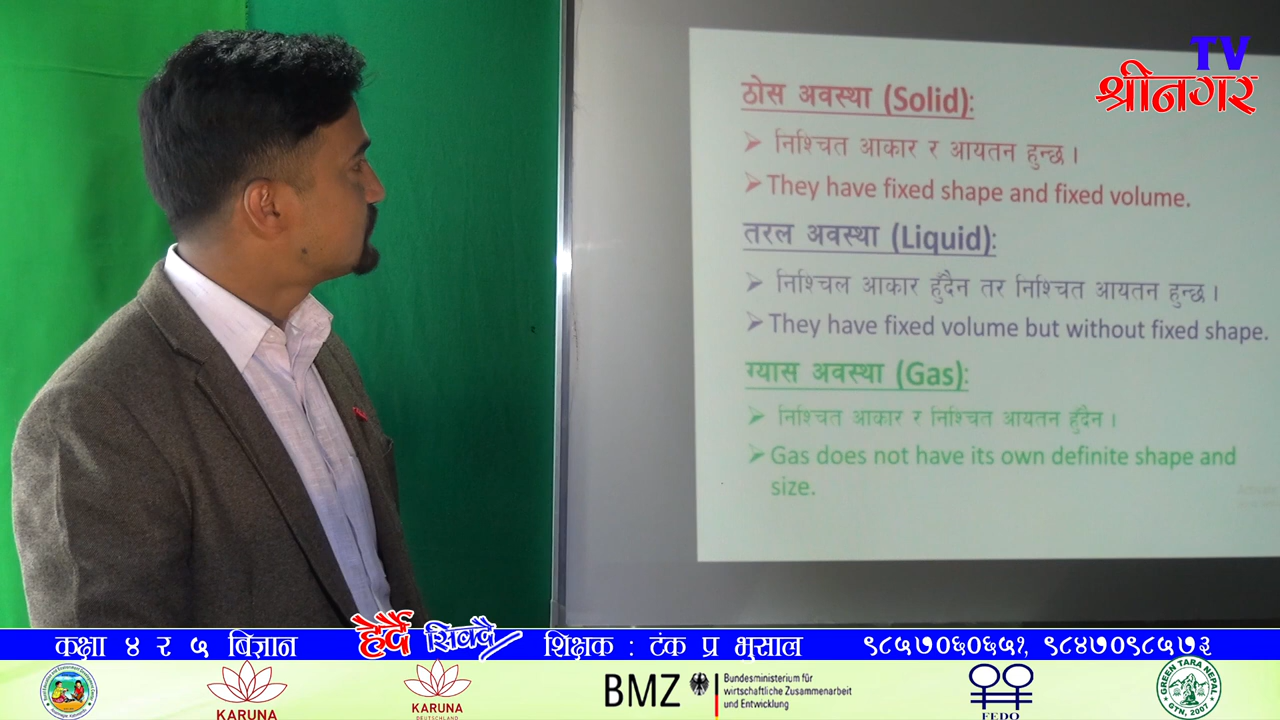 TV
श्रीनगर
ठोस अवस्था (Solid):
➤ निश्चित आकार र आयतन हुन्छ ।
➤ They have fixed shape and fixed volume.
तरल अवस्था (Liquid):
➤ निश्चिल आकार हुँदैन तर निश्चित आयतन हुन्छ ।
➤ They have fixed volume but without fixed shape.
ग्यास अवस्था (Gas):
➤ निश्चित आकार र निश्चित आयतन हुँदैन ।
➤ Gas does not have its own definite shape and
size.
कक्षा ४ र ५ बिज्ञान हेर्दै सिक्दै शिक्षक : टंक प्र भुसाल ९८५७०६०६५१, ९८४७०९८५७३
KARUNA
KARUNA
DEUTSCHLAND
BMZ
Bundesministerium für
wirtschaftliche Zusammenarbeit
und Entwicklung
FEDO
GREEN TARA NEPAL
GTN, 2007